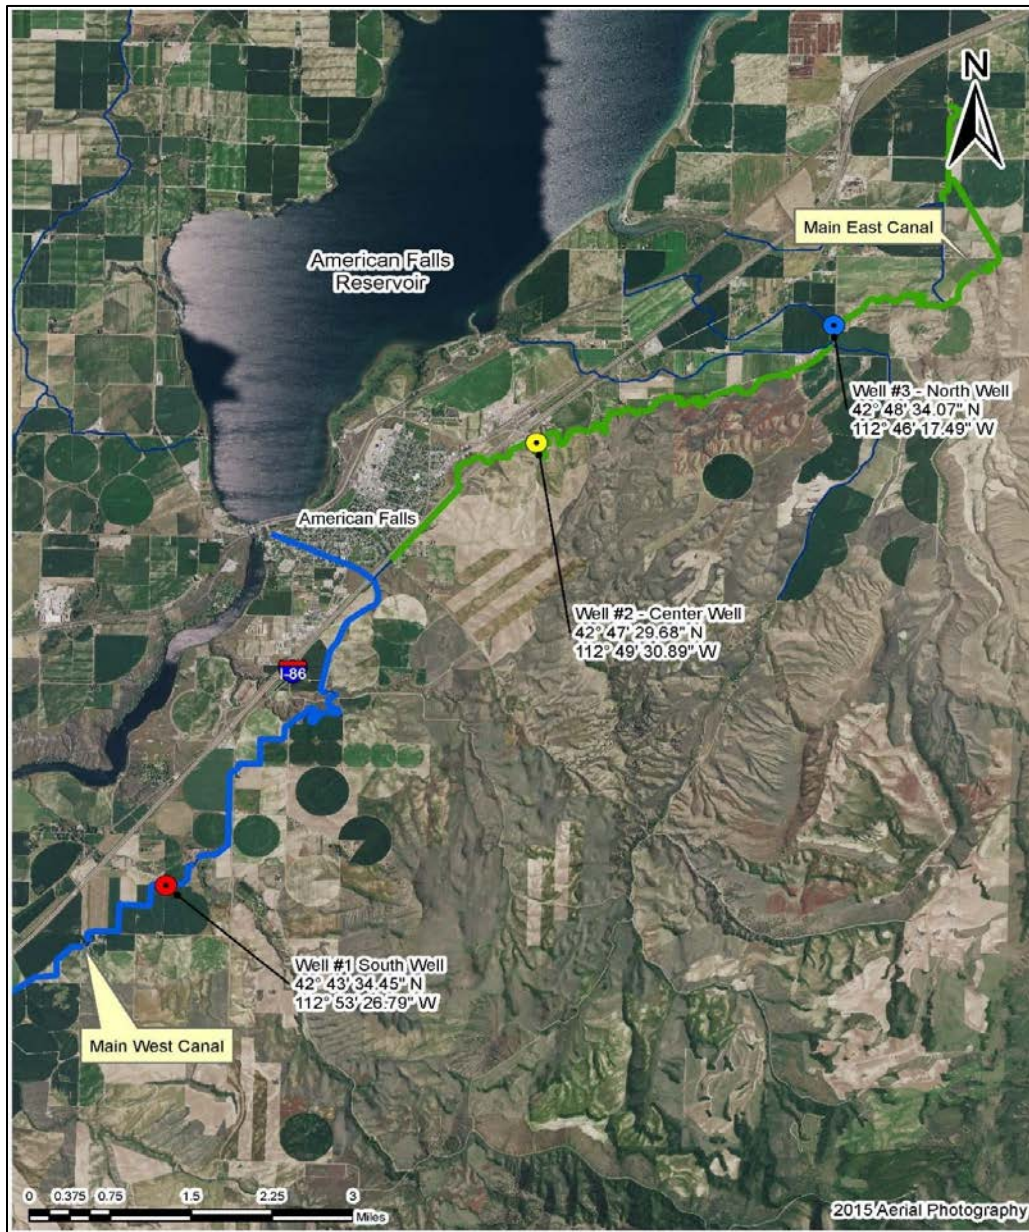 N
Main East Canal
American Falls
Reservoir
Well #3 - North Well
42° 48' 34.07" N
112° 46' 17.49" W
American Falls
Well #2 - Center Well
42° 47' 29.68" N
112° 49' 30.89" W
I-86
Well #1 South Well
42° 43' 34.45" N
112° 53' 26.79" W
Main West Canal
0 0.375 0.75 1.5 2.25 3
Miles
2015 Aerial Photography